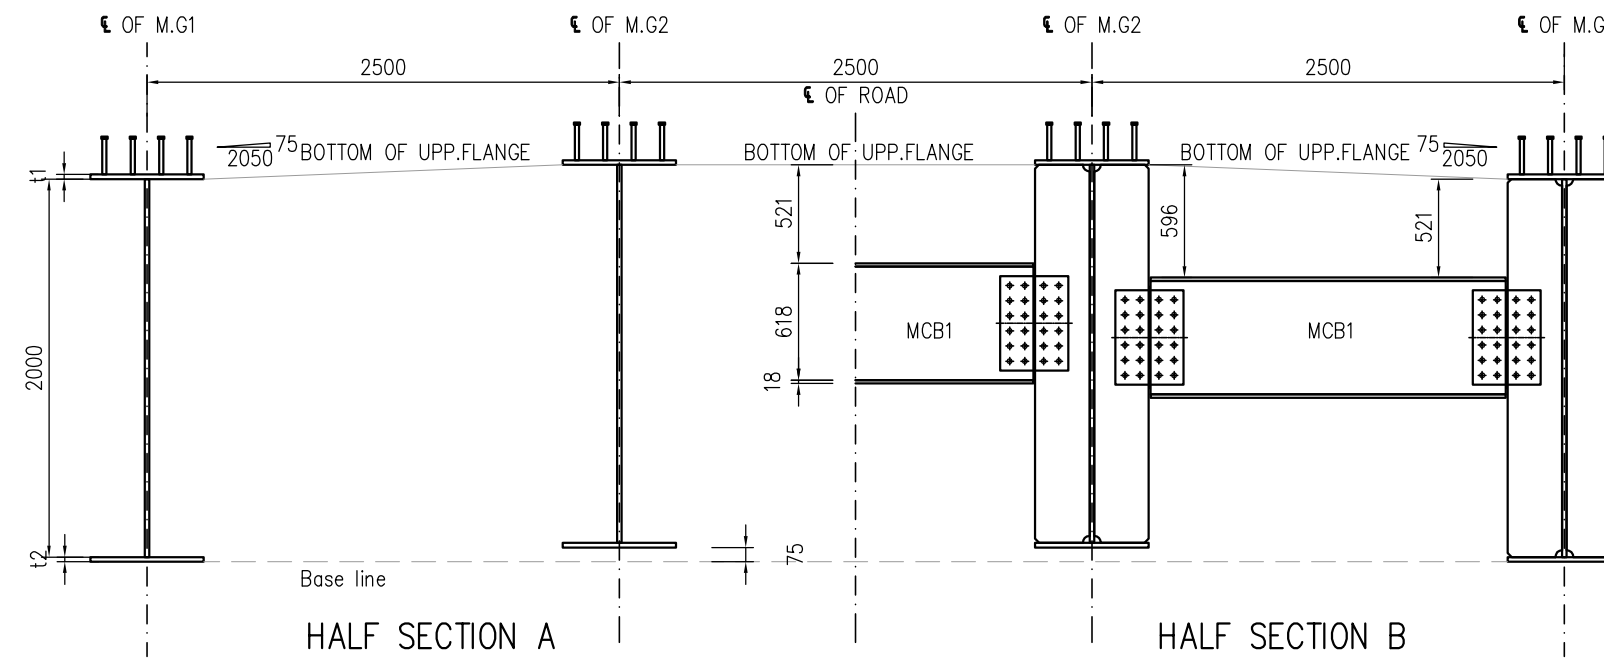 ℄ OF M.G1
℄ OF M.G2
℄ OF M.G2
℄ OF M.G
2500
2500
2500
℄ OF ROAD
75
2050
BOTTOM OF UPP.FLANGE
BOTTOM OF UPP.FLANGE
BOTTOM OF UPP.FLANGE
75
2050
t1
521
596
521
2000
618
MCB1
MCB1
18
t2
75
Base line
HALF SECTION A
HALF SECTION B